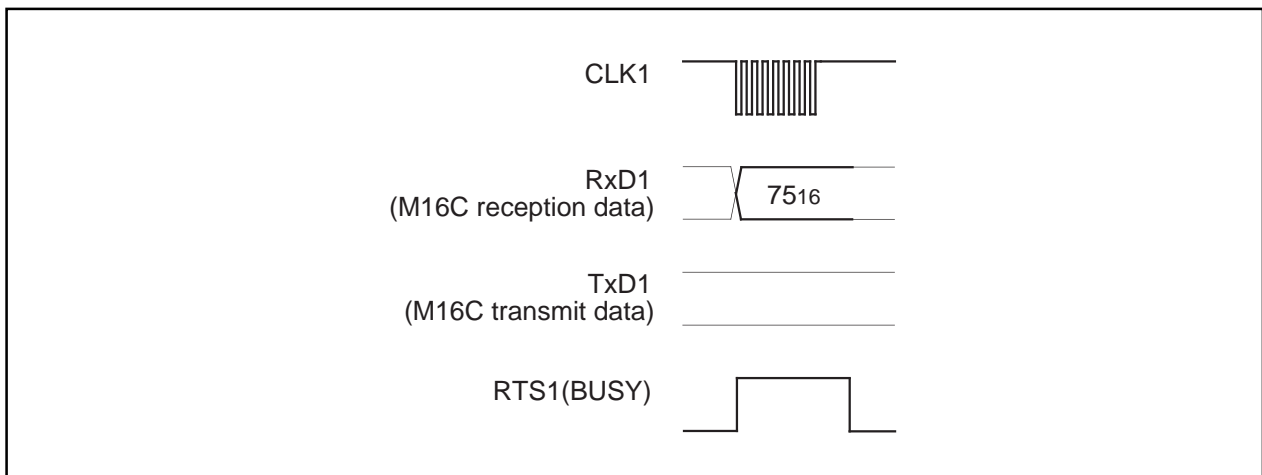 CLK1
RxD1
(M16C reception data)
7516
TxD1
(M16C transmit data)
RTS1(BUSY)